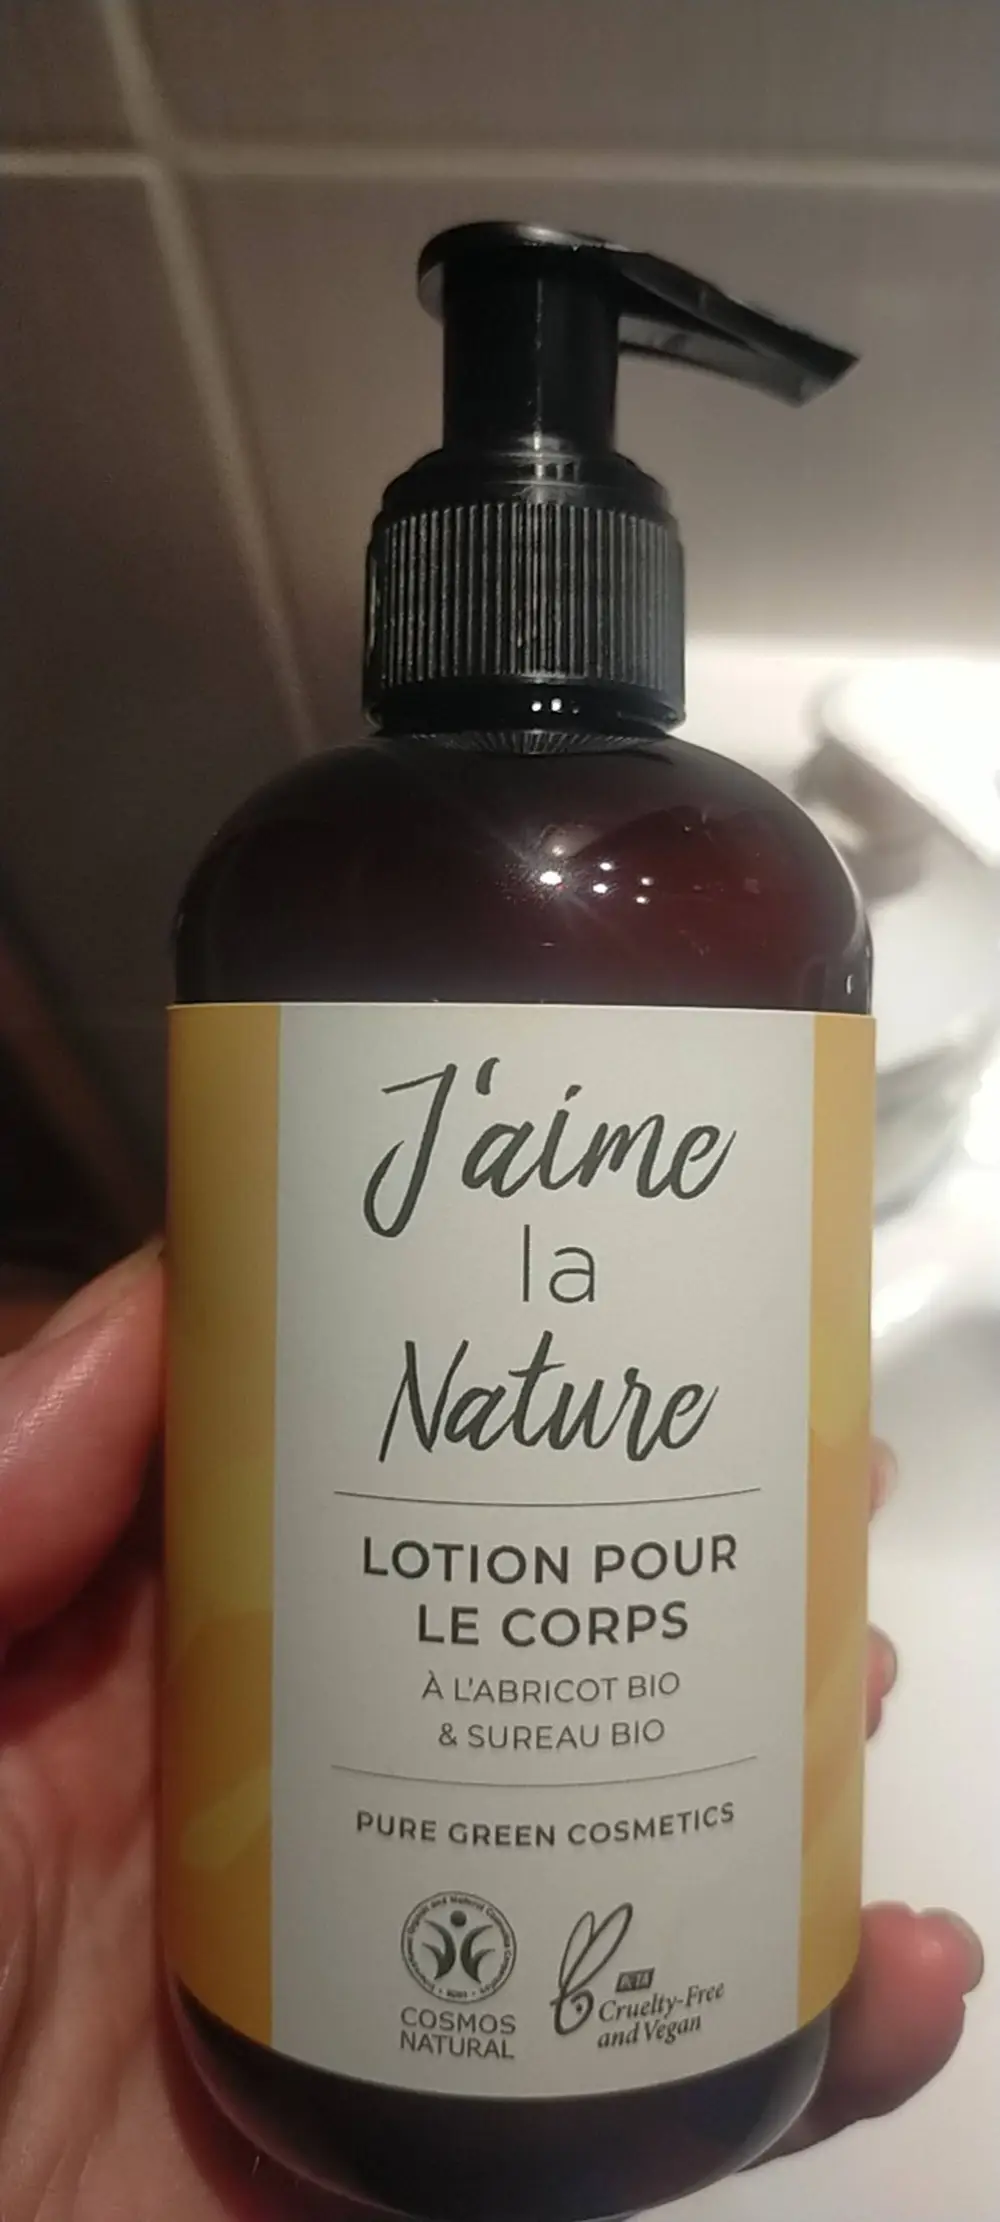 J'aime
la
Nature
LOTION POUR
LE CORPS
À L'ABRICOT BIO
& SUREAU BIO
PURE GREEN COSMETICS
COSMOS
NATURAL
PETA
Cruelty-Free
and Vegan